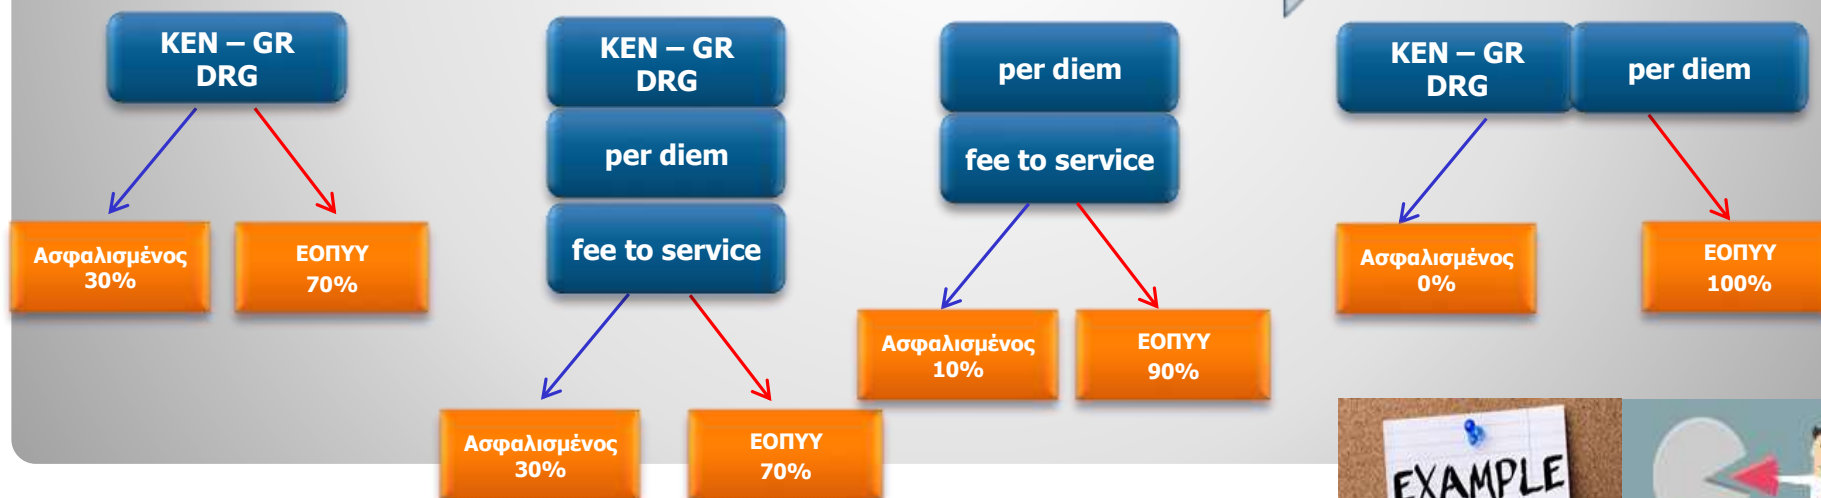 KEN – GR
DRG
Ασφαλισμένος
30%
ΕΟΠΥΥ
70%
KEN – GR
DRG
per diem
fee to service
Ασφαλισμένος
30%
ΕΟΠΥΥ
70%
per diem
fee to service
Ασφαλισμένος
10%
ΕΟΠΥΥ
90%
KEN – GR
DRG
per diem
Ασφαλισμένος
0%
ΕΟΠΥΥ
100%
EXAMPLE